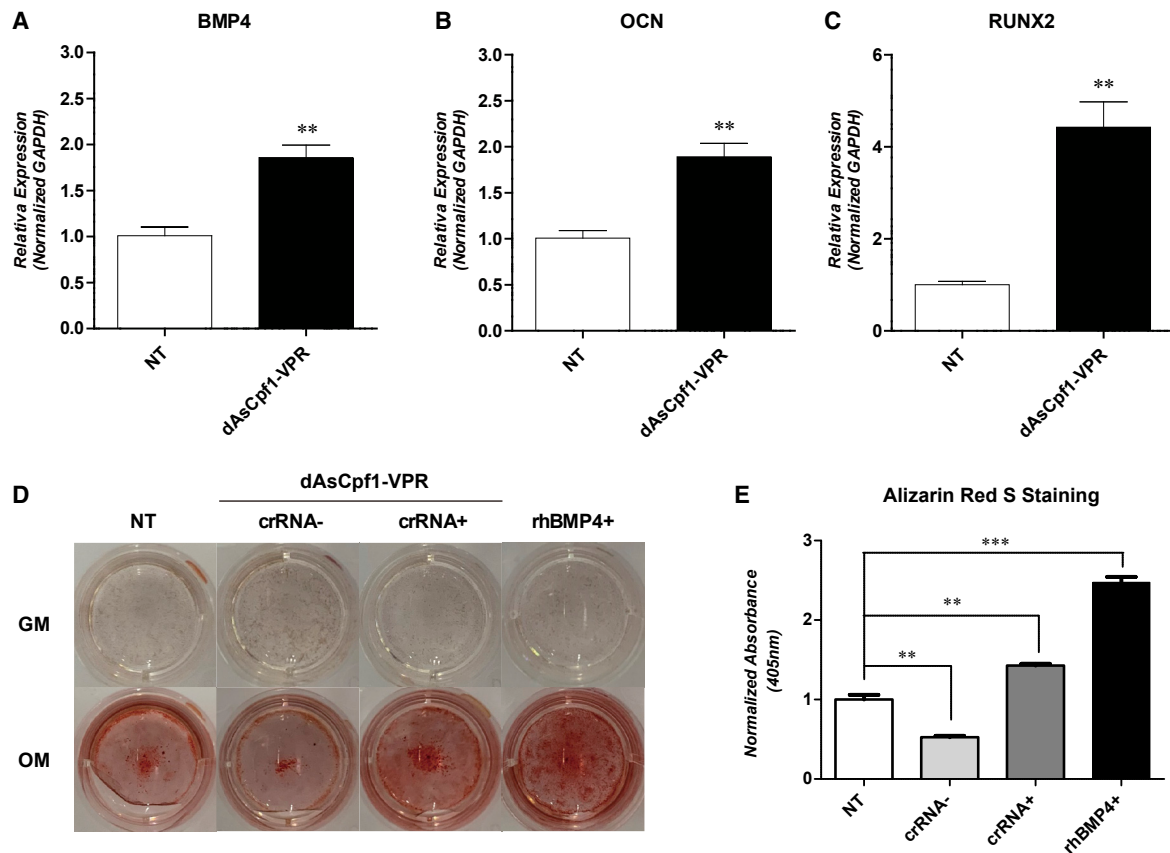 A
BMP4
Relativa Expression
(Normalized GAPDH)
3.0
2.5
2.0
1.5
1.0
0.5
0.0
**
NT
dAsCpf1-VPR
B
OCN
Relative Expression
(Normalized GAPDH)
3.0
2.5
2.0
1.5
1.0
0.5
0.0
**
NT
dAsCpf1-VPR
C
RUNX2
Relative Expression
(Normalized GAPDH)
6
4
2
0
**
NT
dAsCpf1-VPR
D
dAsCpf1-VPR
NT crRNA- crRNA+ rhBMP4+
GM
OM
E
Alizarin Red S Staining
Normalized Absorbance
(405nm)
3
2
1
0
***
**
**
NT
crRNA-
crRNA+
rhBMP4+